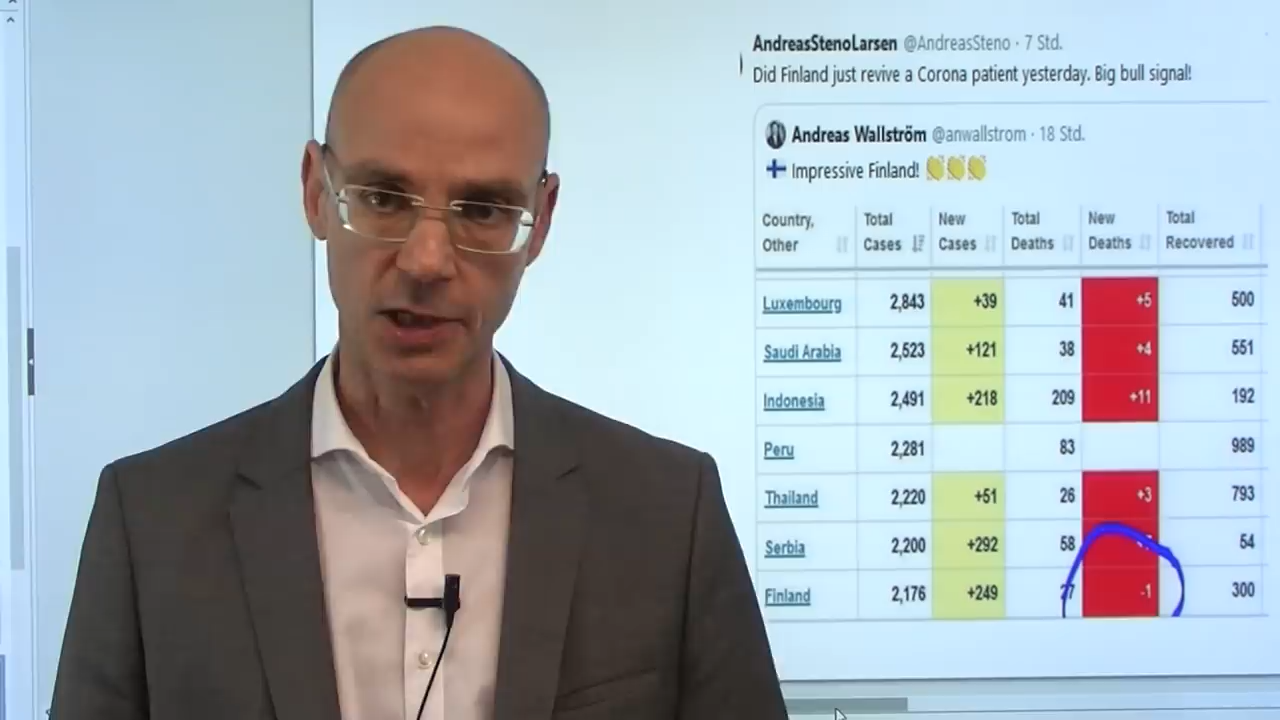 AndreasStenoLarsen @AndreasSteno · 7 Std.
Did Finland just revive a Corona patient yesterday. Big bull signal!
Andreas Wallström @anwallstrom · 18 Std.
Impressive Finland! 👏👏👏
Country, Other Total Cases New Cases Total Deaths New Deaths Total Recovered
Luxembourg 2,843 +39 41 +5 500
Saudi Arabia 2,523 +121 38 +4 551
Indonesia 2,491 +218 209 +11 192
Peru 2,281 83 989
Thailand 2,220 +51 26 +3 793
Serbia 2,200 +292 58 54
Finland 2,176 +249 27 -1 300